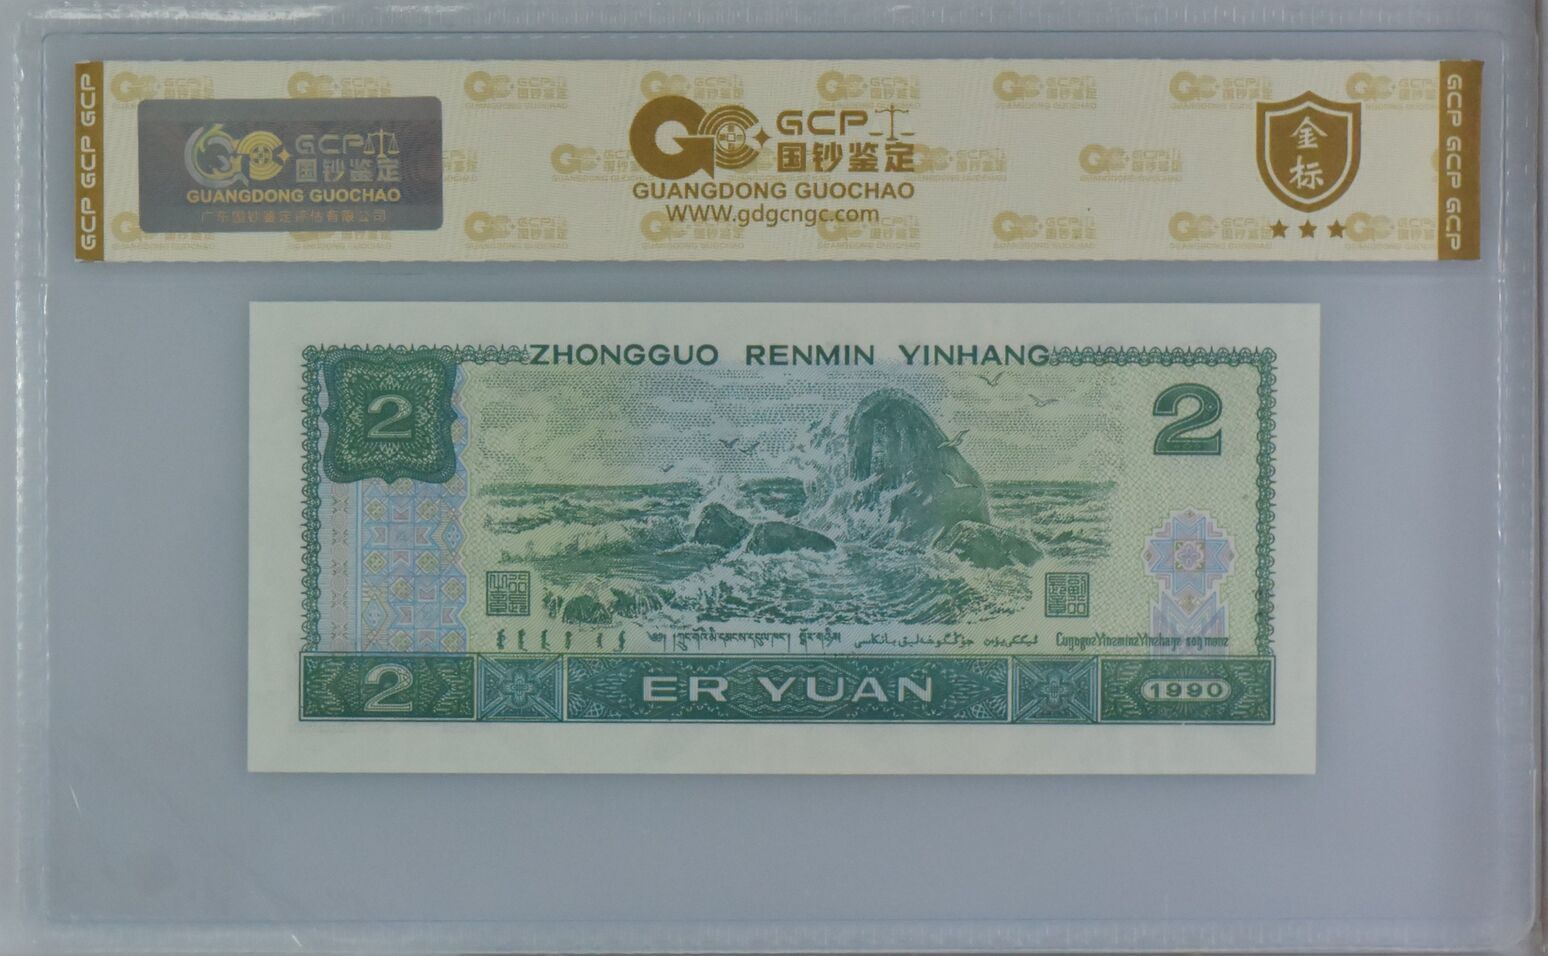 GCP GCP GCP
GCP 国钞鉴定
GUANGDONG GUOCHAO
广东国钞鉴定评估有限公司
GCP 国钞鉴定
GUANGDONG GUOCHAO
WWW.gdgcngc.com
金标
GCP GCP GCP
ZHONGGUO RENMIN YINHANG
2
2
2
ER YUAN
1990